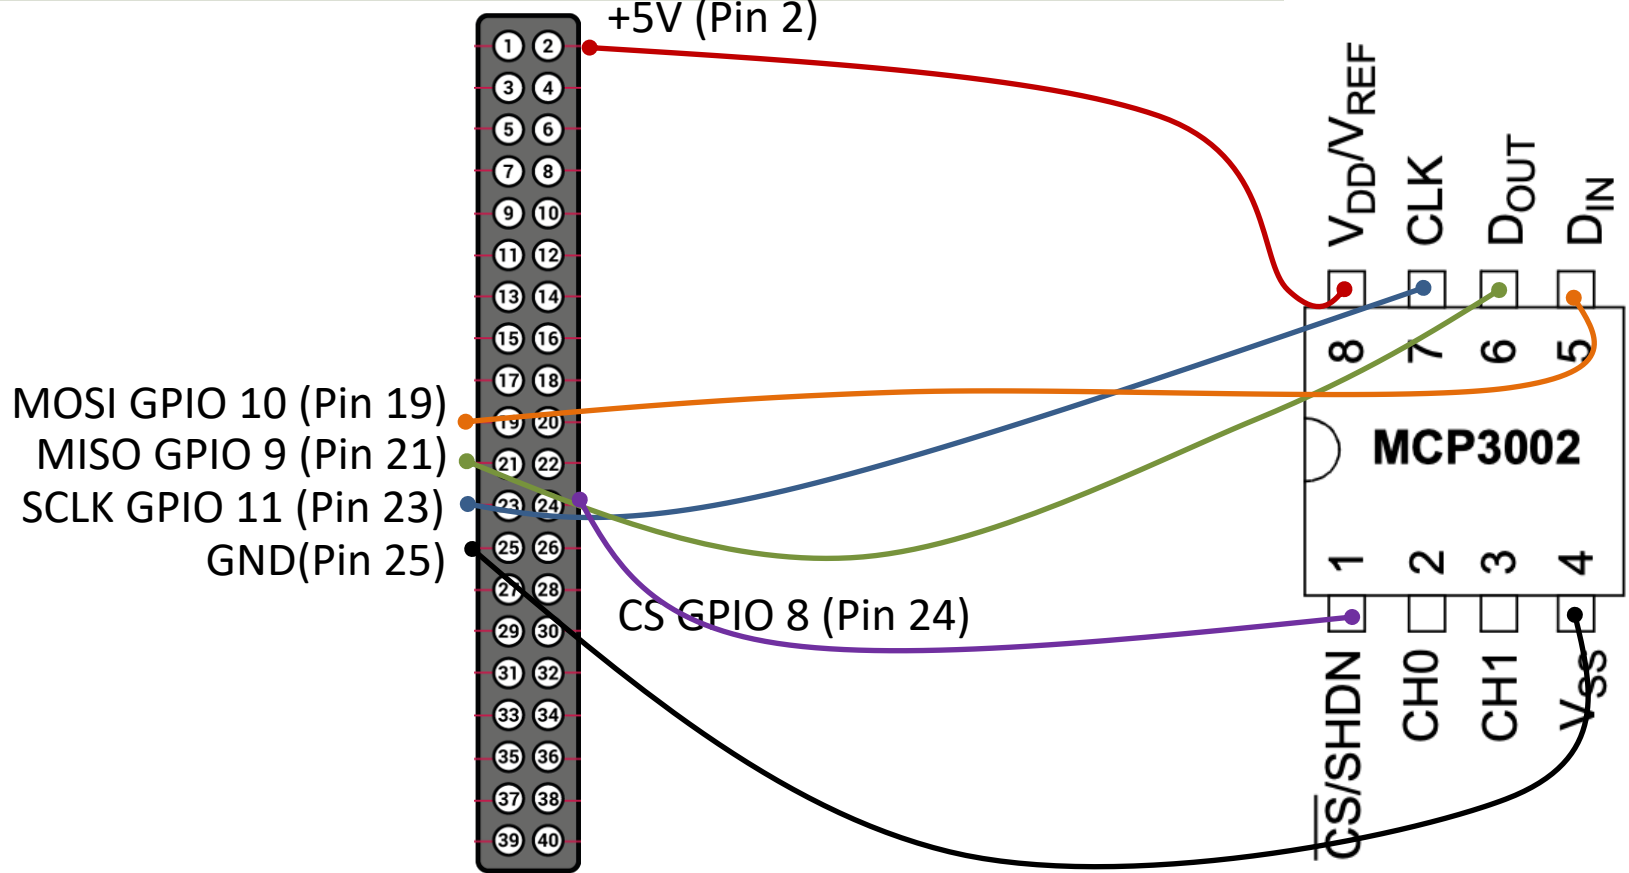 +5V (Pin 2)
1 2
3 4
5 6
7 8
9 10
11 12
13 14
15 16
17 18
19 20
21 22
23 24
25 26
27 28
29 30
31 32
33 34
35 36
37 38
39 40
MOSI GPIO 10 (Pin 19)
MISO GPIO 9 (Pin 21)
SCLK GPIO 11 (Pin 23)
GND(Pin 25)
CS GPIO 8 (Pin 24)
VDD/VREF
CLK
DOUT
DIN
8 7 6 5
MCP3002
1 2 3 4
CS/SHDN
CH0
CH1
VSS